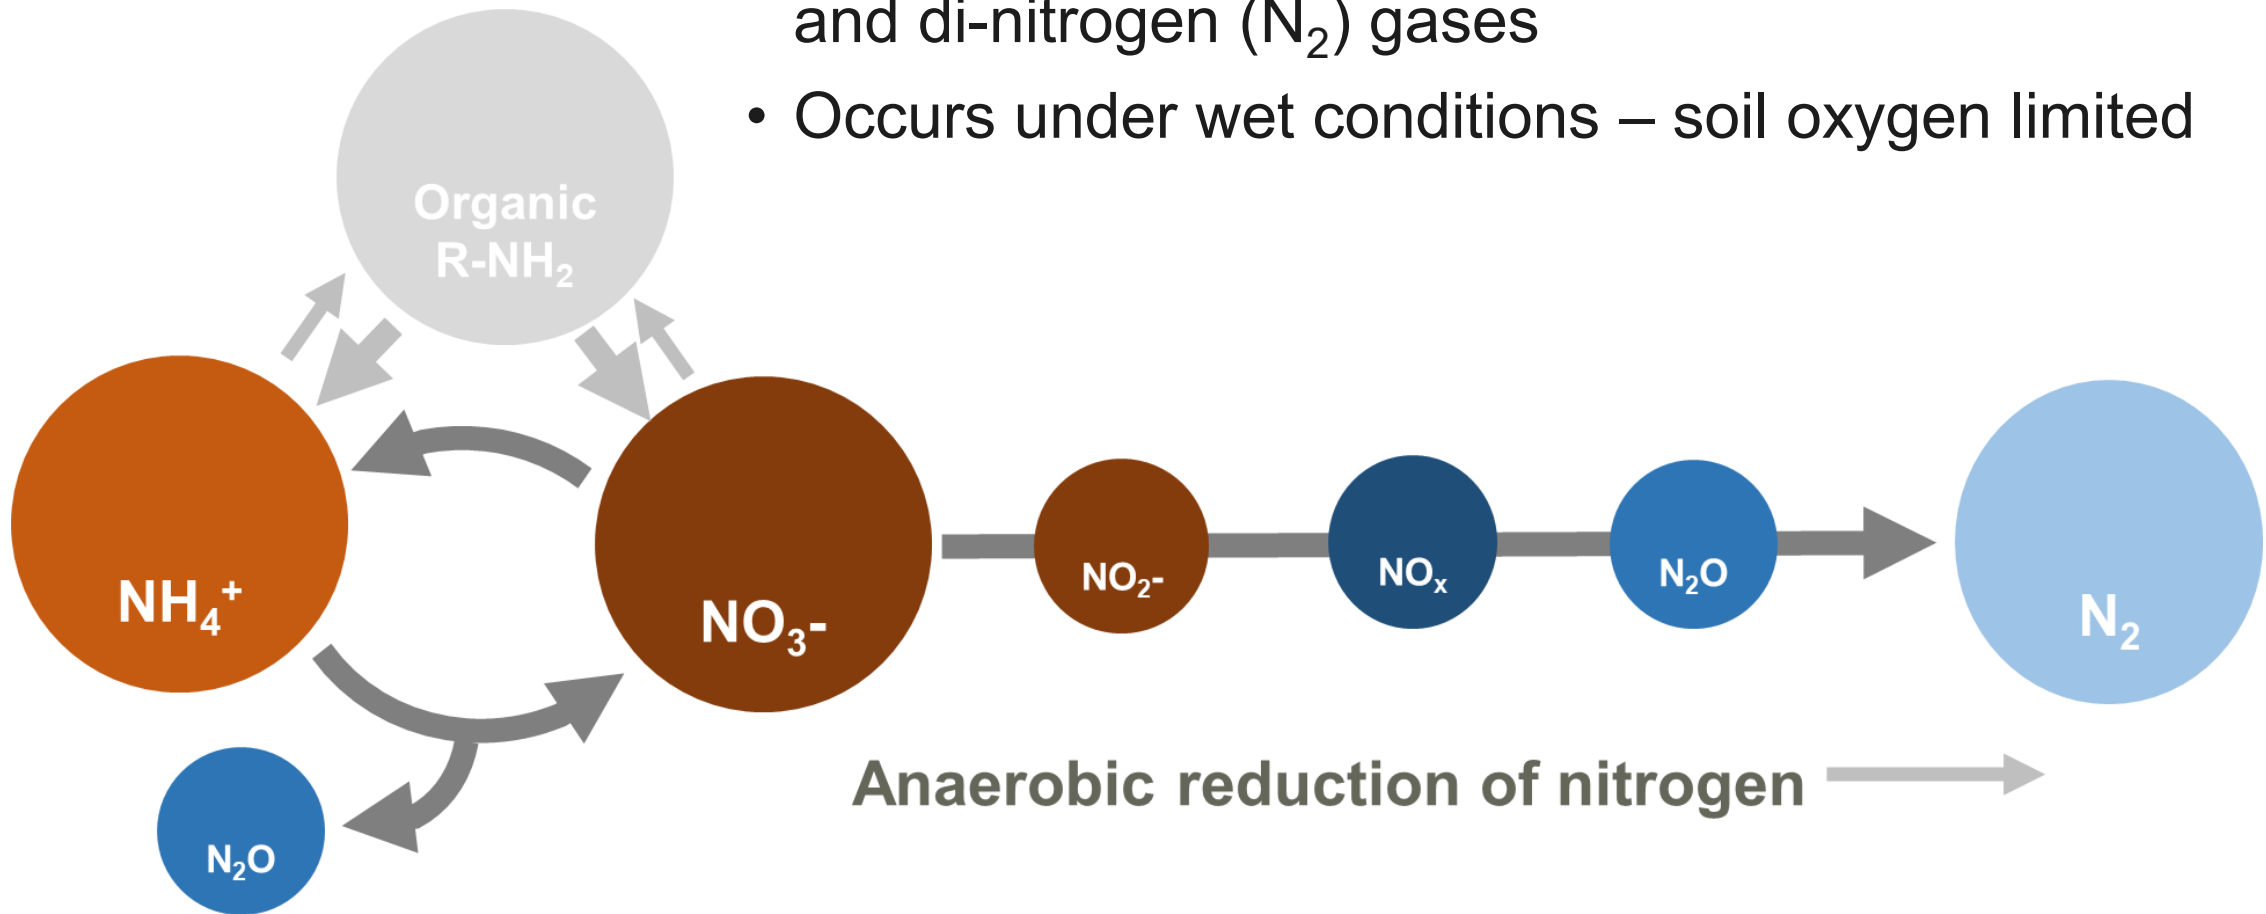 and di-nitrogen (N₂) gases
• Occurs under wet conditions – soil oxygen limited
Organic
R-NH₂
NH₄⁺
NO₃-
NO₂-
NOₓ
N₂O
N₂
Anaerobic reduction of nitrogen
N₂O